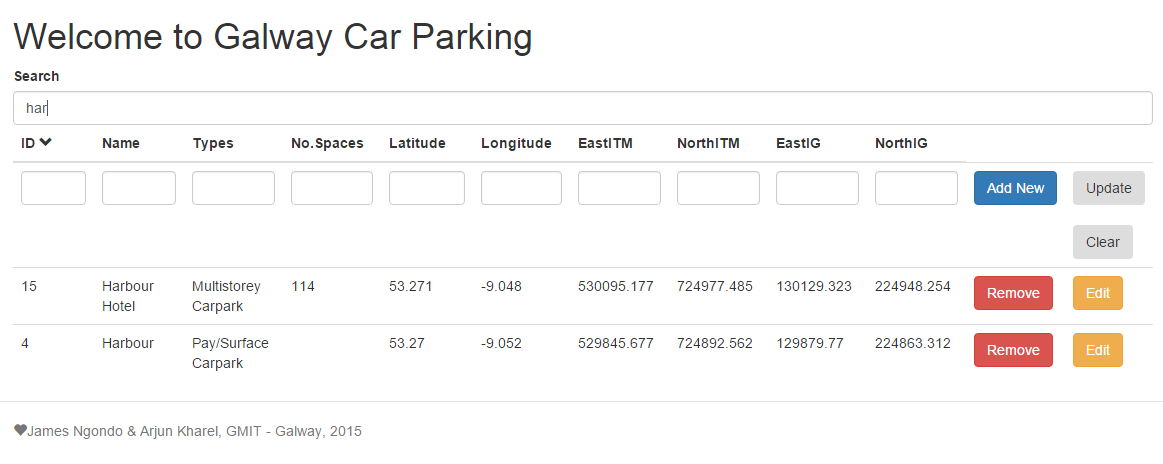 Welcome to Galway Car Parking
Search
har
ID Name Types No.Spaces Latitude Longitude EastITM NorthITM EastIG NorthIG
Add New Update
Clear
15 Harbour Hotel Multistorey Carpark 114 53.271 -9.048 530095.177 724977.485 130129.323 224948.254 Remove Edit
4 Harbour Pay/Surface Carpark 53.27 -9.052 529845.677 724892.562 129879.77 224863.312 Remove Edit
James Ngondo & Arjun Kharel, GMIT - Galway, 2015